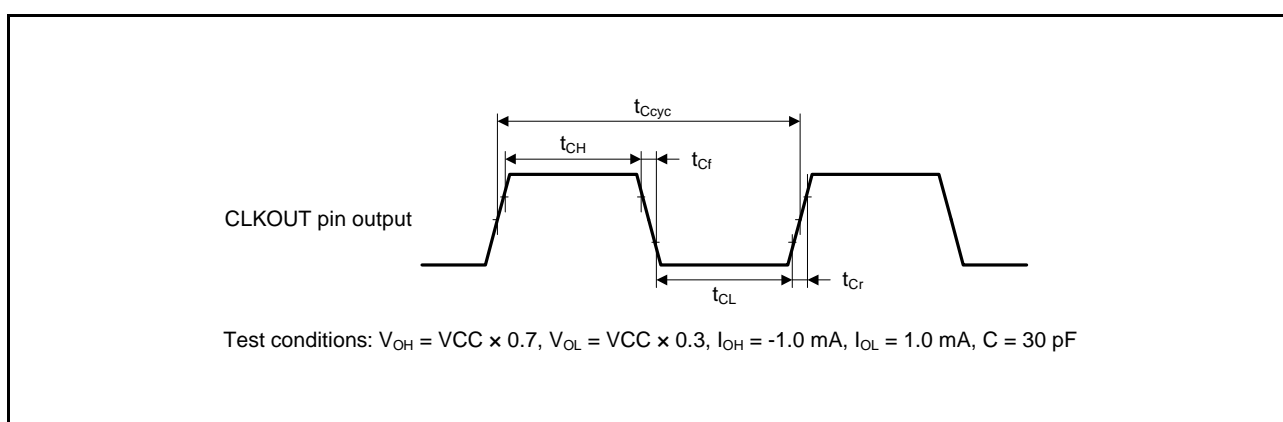 tCcyc
tCH
tCf
CLKOUT pin output
tCL
tCr
Test conditions: VOH = VCC × 0.7, VOL = VCC × 0.3, IOH = -1.0 mA, IOL = 1.0 mA, C = 30 pF